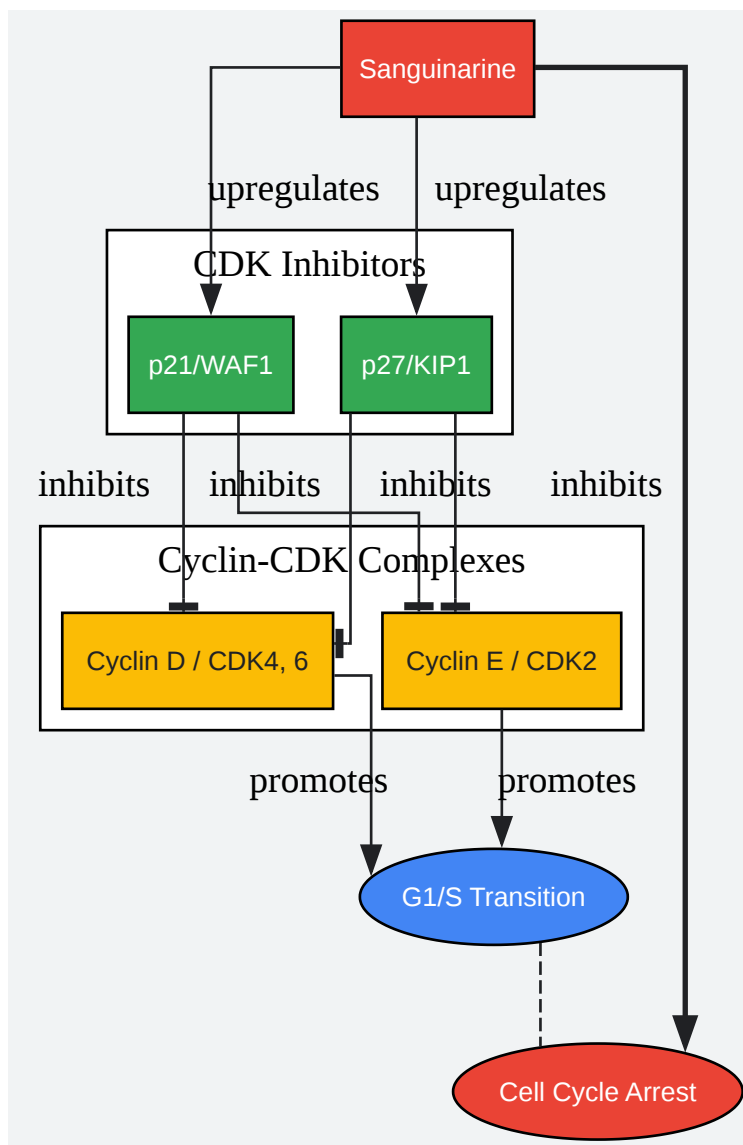 Sanguinarine
upregulates
upregulates
CDK Inhibitors
p21/WAF1
p27/KIP1
inhibits
inhibits
inhibits
inhibits
Cyclin-CDK Complexes
Cyclin D / CDK4, 6
Cyclin E / CDK2
promotes
promotes
G1/S Transition
Cell Cycle Arrest